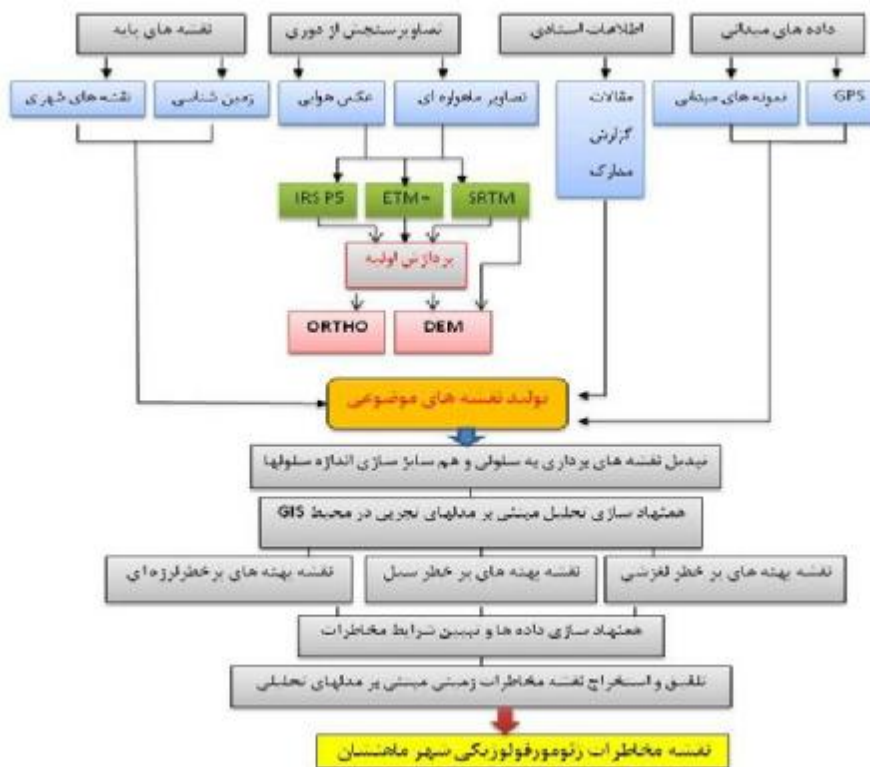 داده های میدانی
اطلاعات اسنادی
تصاویر سنجش از دوری
نقشه های پایه
GPS
نمونه های میدانی
مقالات
گزارش
مدارک
تصاویر ماهواره ای
عکس هوایی
زمین شناسی
نقشه های شهری
IRS P5
ETM+
SRTM
پردازش اولیه
ORTHO
DEM
تولید نقشه های موضوعی
تبدیل نقشه های برداری به سلولی و هم سایز سازی اندازه سلولها
همنهاد سازی تحلیل مبتنی بر مدلهای تجربی در محیط GIS
نقشه پهنه های پر خطر لغزشی
نقشه پهنه های پر خطر سیل
نقشه پهنه های پر خطر لرزه ای
همنهاد سازی داده ها و تبیین شرایط مخاطرات
تلفیق و استخراج نقشه مخاطرات زمینی مبتنی بر مدلهای تحلیلی
نقشه مخاطرات ژئومورفولوژیکی شهر ماهنشان